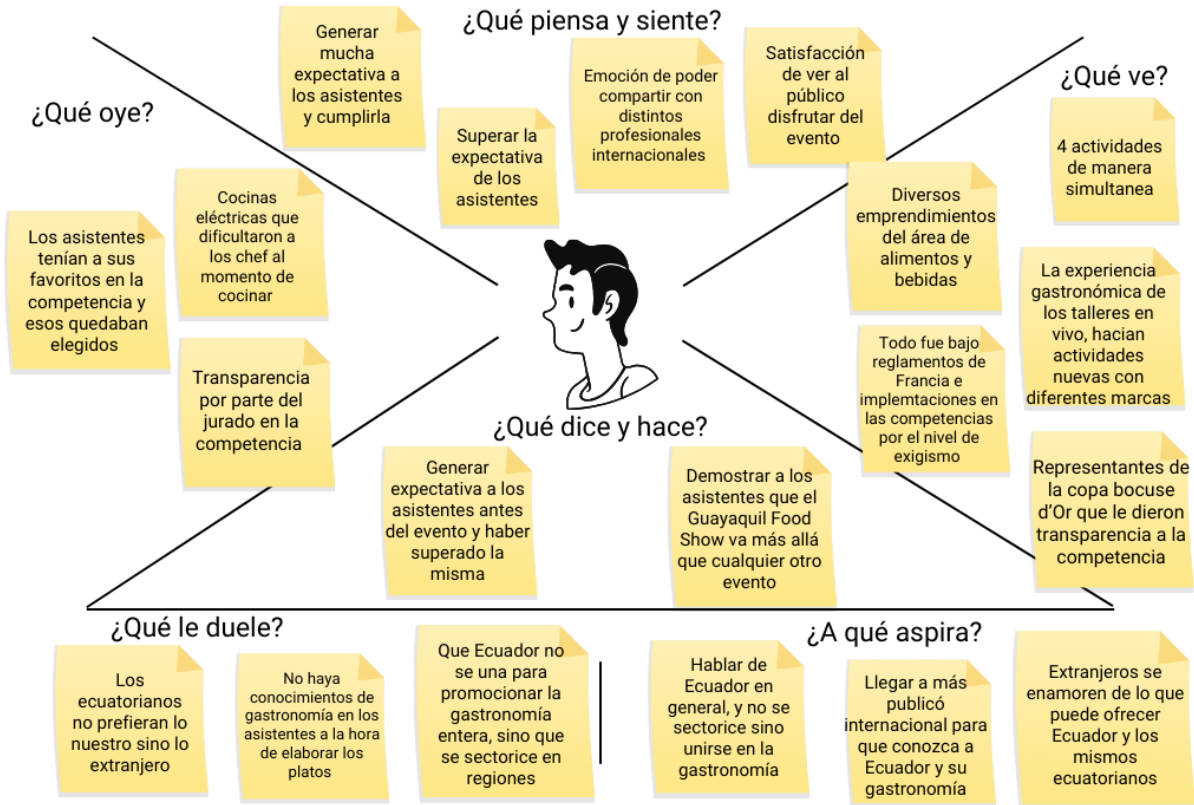 ¿Qué piensa y siente?
Generar
mucha
expectativa a
los asistentes
y cumplirla
Superar la
expectativa
de los
asistentes
Emoción de poder
compartir con
distintos
profesionales
internacionales
Satisfacción
de ver al
público
disfrutar del
evento
¿Qué oye?
Los asistentes
tenían a sus
favoritos en la
competencia y
esos quedaban
elegidos
Cocinas
eléctricas que
dificultaron a
los chef al
momento de
cocinar
Transparencia
por parte del
jurado en la
competencia
¿Qué ve?
4 actividades
de manera
simultanea
Diversos
emprendimientos
del área de
alimentos y
bebidas
La experiencia
gastronómica de
los talleres en
vivo, hacian
actividades
nuevas con
diferentes marcas
Todo fue bajo
reglamentos de
Francia e
implemtaciones en
las competencias
por el nivel de
exigismo
Representantes de
la copa bocuse
d’Or que le dieron
transparencia a la
competencia
¿Qué dice y hace?
Generar
expectativa a los
asistentes antes
del evento y haber
superado la
misma
Demostrar a los
asistentes que el
Guayaquil Food
Show va más allá
que cualquier otro
evento
¿Qué le duele?
Los
ecuatorianos
no prefieran lo
nuestro sino lo
extranjero
No haya
conocimientos de
gastronomía en los
asistentes a la hora
de elaborar los
platos
Que Ecuador no
se una para
promocionar la
gastronomía
entera, sino que
se sectorice en
regiones
¿A qué aspira?
Hablar de
Ecuador en
general, y no se
sectorice sino
unirse en la
gastronomía
Llegar a más
publicó
internacional para
que conozca a
Ecuador y su
gastronomía
Extranjeros se
enamoren de lo que
puede ofrecer
Ecuador y los
mismos
ecuatorianos